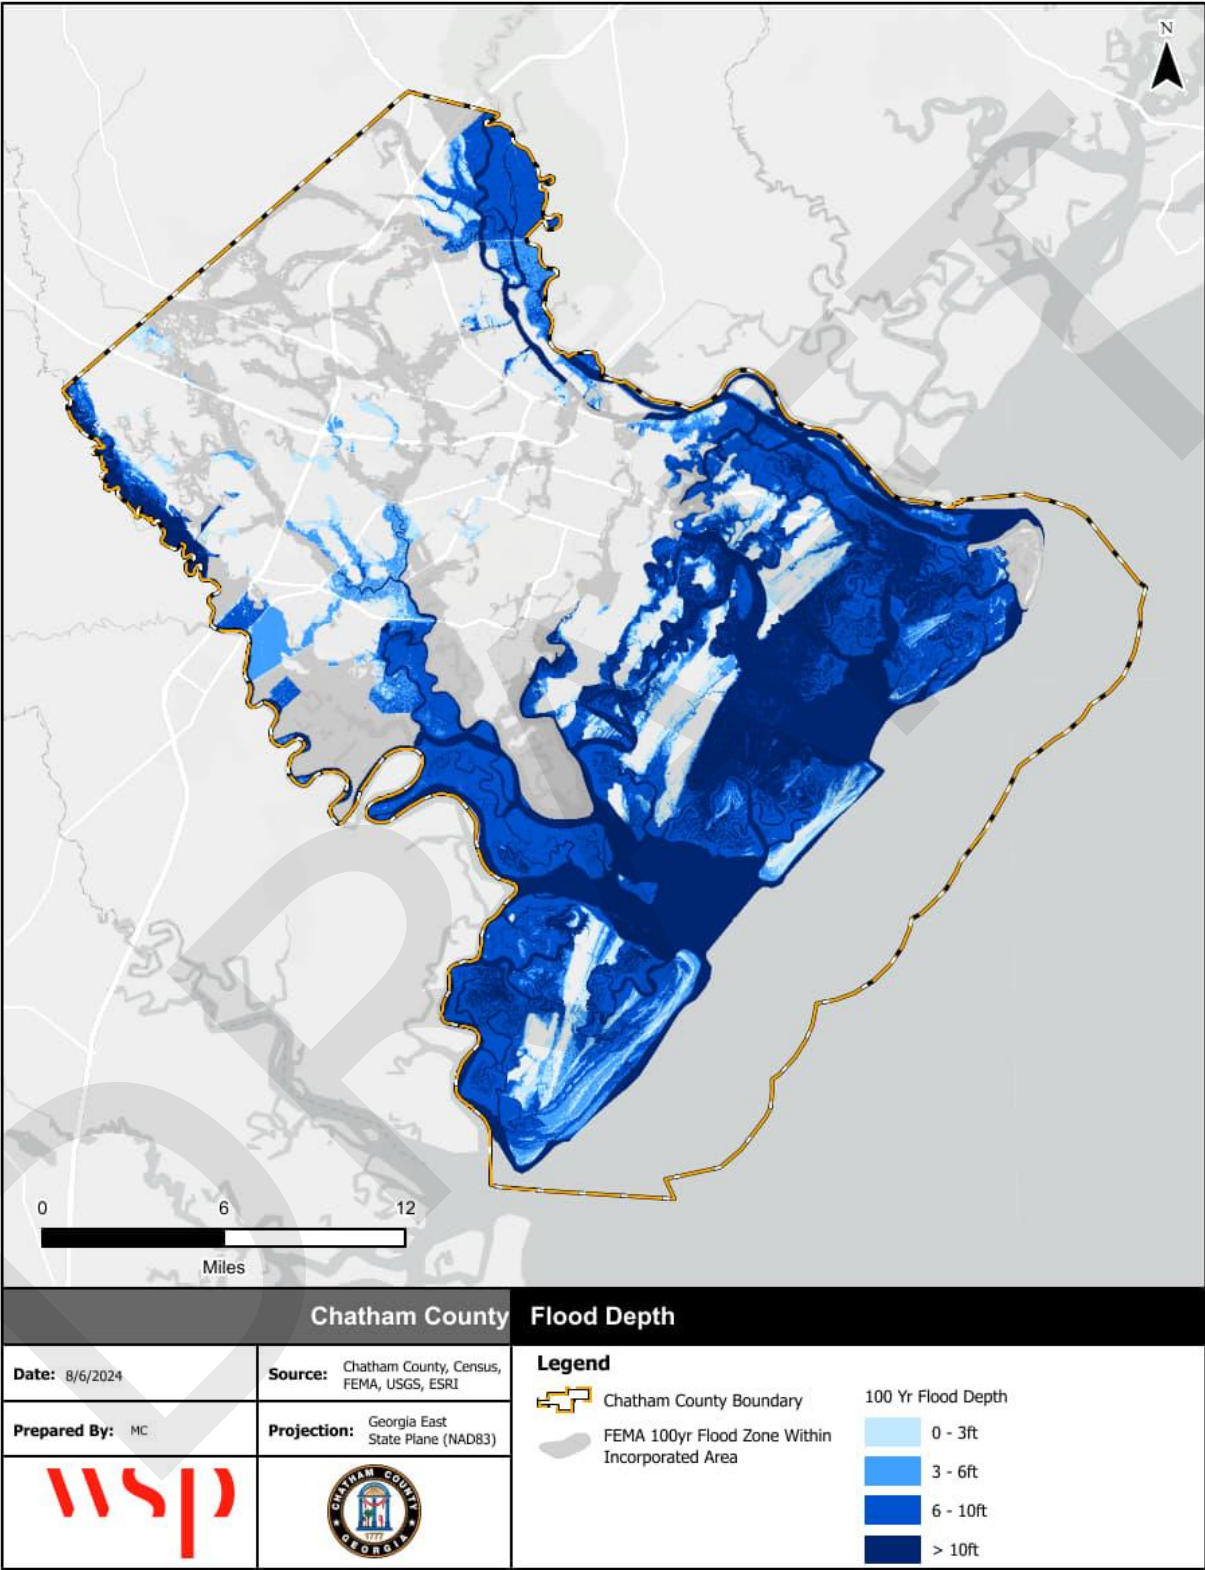 N
DRAFT
0 6 12
Miles
Chatham County Flood Depth
Date: 8/6/2024
Source: Chatham County, Census,
FEMA, USGS, ESRI
Prepared By: MC
Projection: Georgia East
State Plane (NAD83)
wsp
CHATHAM COUNTY
1777
GEORGIA
Legend
Chatham County Boundary
FEMA 100yr Flood Zone Within
Incorporated Area
100 Yr Flood Depth
0 - 3ft
3 - 6ft
6 - 10ft
> 10ft